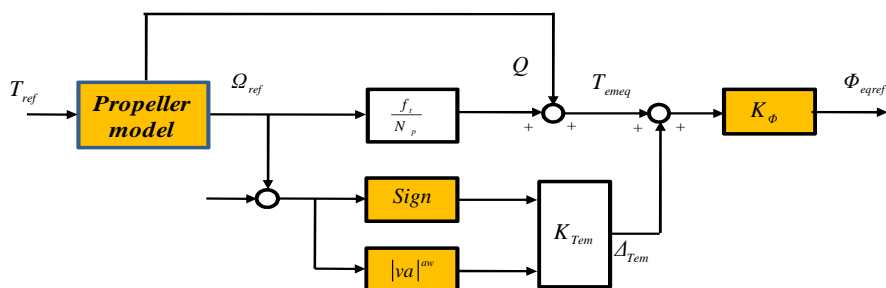 T_ref
Propeller
model
Ω_ref
f_t
N_p
Q
+
+
T_emeq
+
+
K_Φ
Φ_eqref
Sign
|va|^aw
K_Tem
Δ_Tem